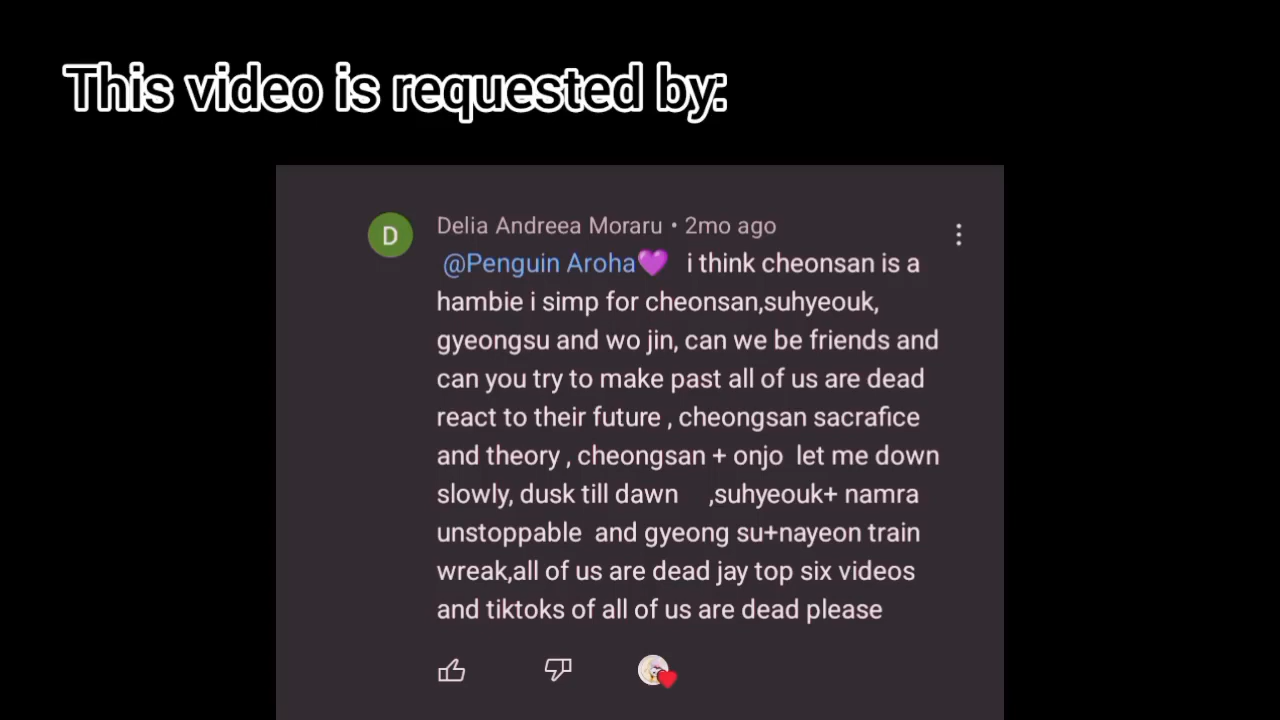 This video is requested by:
D
Delia Andreea Moraru • 2mo ago
@Penguin Aroha💜 i think cheonsan is a
hambie i simp for cheonsan,suhyeouk,
gyeongsu and wo jin, can we be friends and
can you try to make past all of us are dead
react to their future , cheongsan sacrafice
and theory , cheongsan + onjo let me down
slowly, dusk till dawn ,suhyeouk+ namra
unstoppable and gyeong su+nayeon train
wreak,all of us are dead jay top six videos
and tiktoks of all of us are dead please